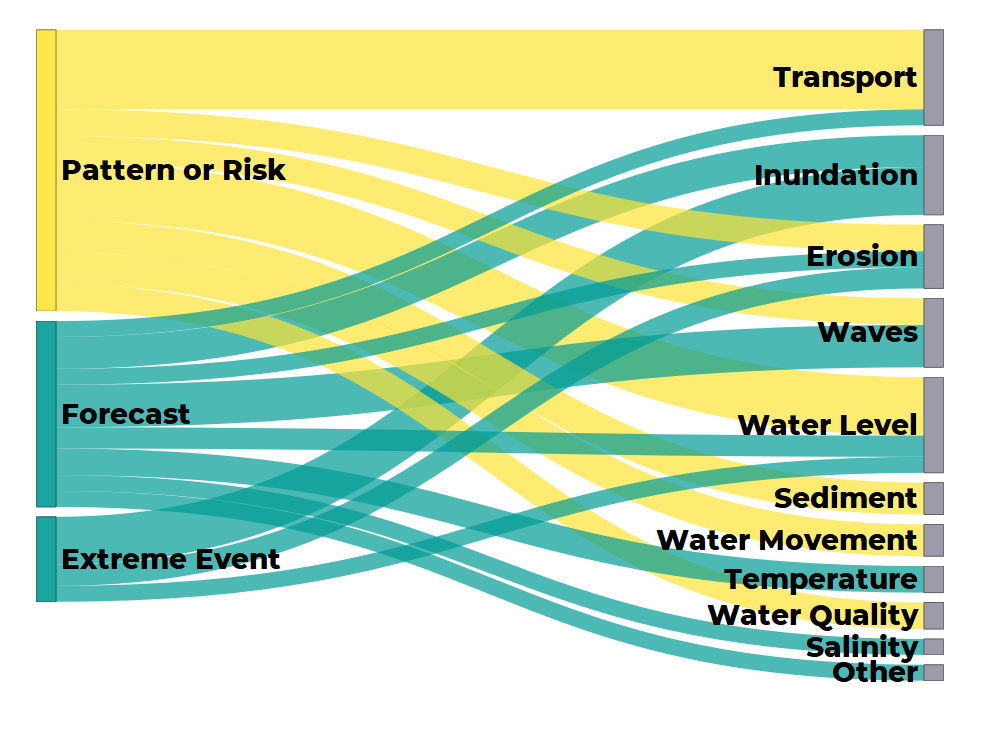 Pattern or Risk
Forecast
Extreme Event
Transport
Inundation
Erosion
Waves
Water Level
Sediment
Water Movement
Temperature
Water Quality
Salinity
Other